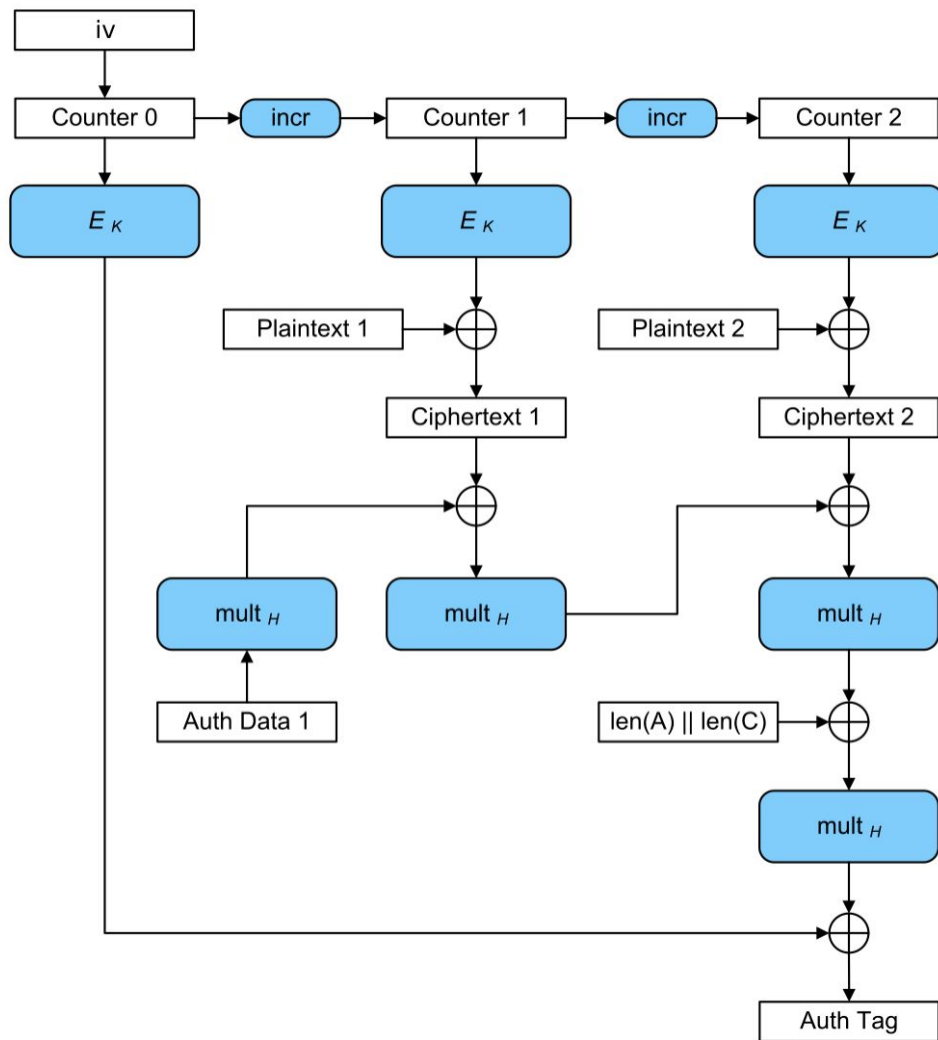 iv
Counter 0
incr
Counter 1
incr
Counter 2
E K
E K
E K
Plaintext 1
Plaintext 2
Ciphertext 1
Ciphertext 2
mult H
mult H
mult H
Auth Data 1
len(A) || len(C)
mult H
Auth Tag